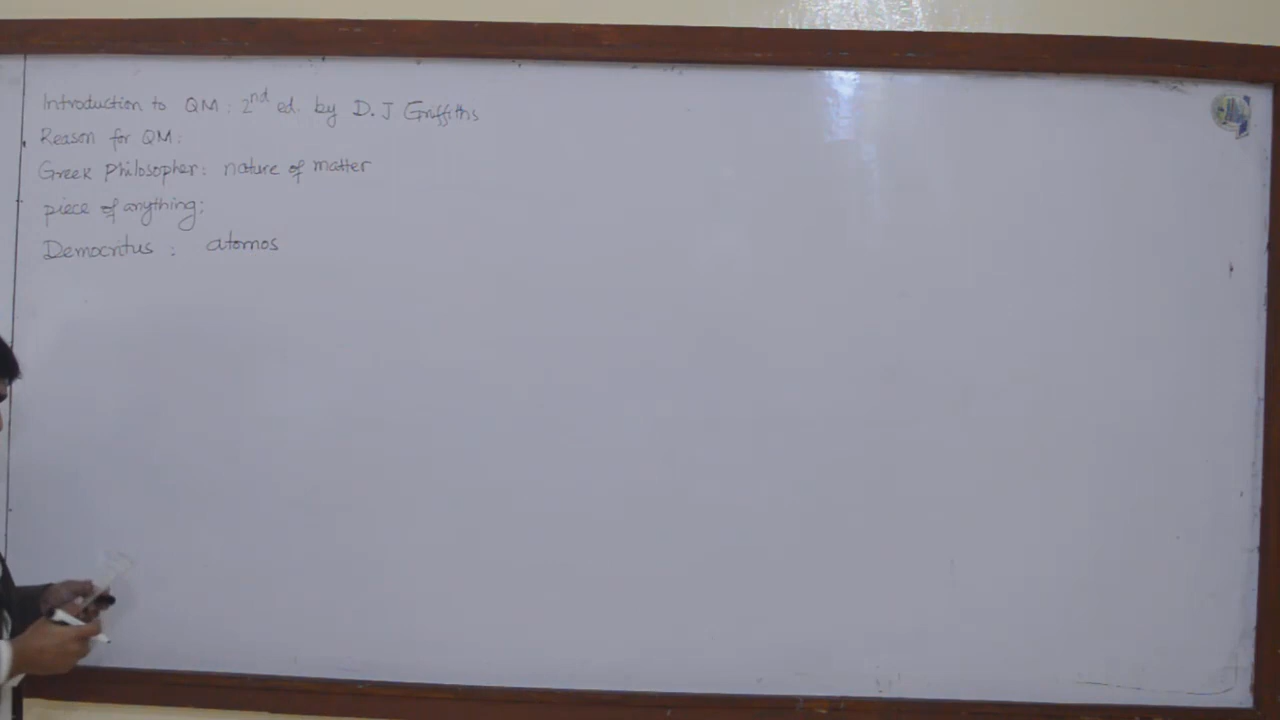 Introduction to QM: 2nd ed. by D.J Griffiths
Reason for QM:
Greek Philosopher: nature of matter
piece of anything;
Democritus : atomos